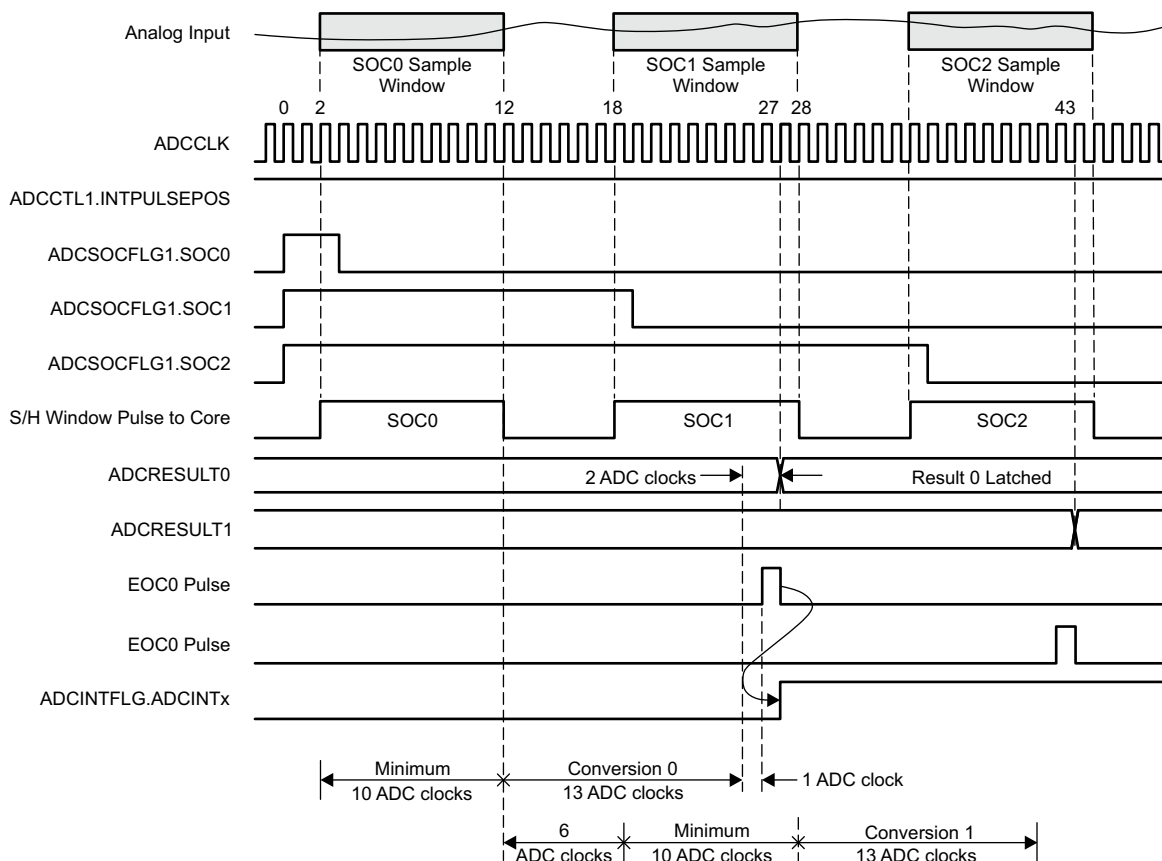 Analog Input
SOC0 Sample
Window
SOC1 Sample
Window
SOC2 Sample
Window
0 2 12 18 27 28 43
ADCCLK
ADCCTL1.INTPULSEPOS
ADCSOCFLG1.SOC0
ADCSOCFLG1.SOC1
ADCSOCFLG1.SOC2
S/H Window Pulse to Core
SOC0
SOC1
SOC2
ADCRESULT0
2 ADC clocks
Result 0 Latched
ADCRESULT1
EOC0 Pulse
EOC0 Pulse
ADCINTFLG.ADCINTx
Minimum
10 ADC clocks
Conversion 0
13 ADC clocks
1 ADC clock
6
ADC clocks
Minimum
10 ADC clocks
Conversion 1
13 ADC clocks